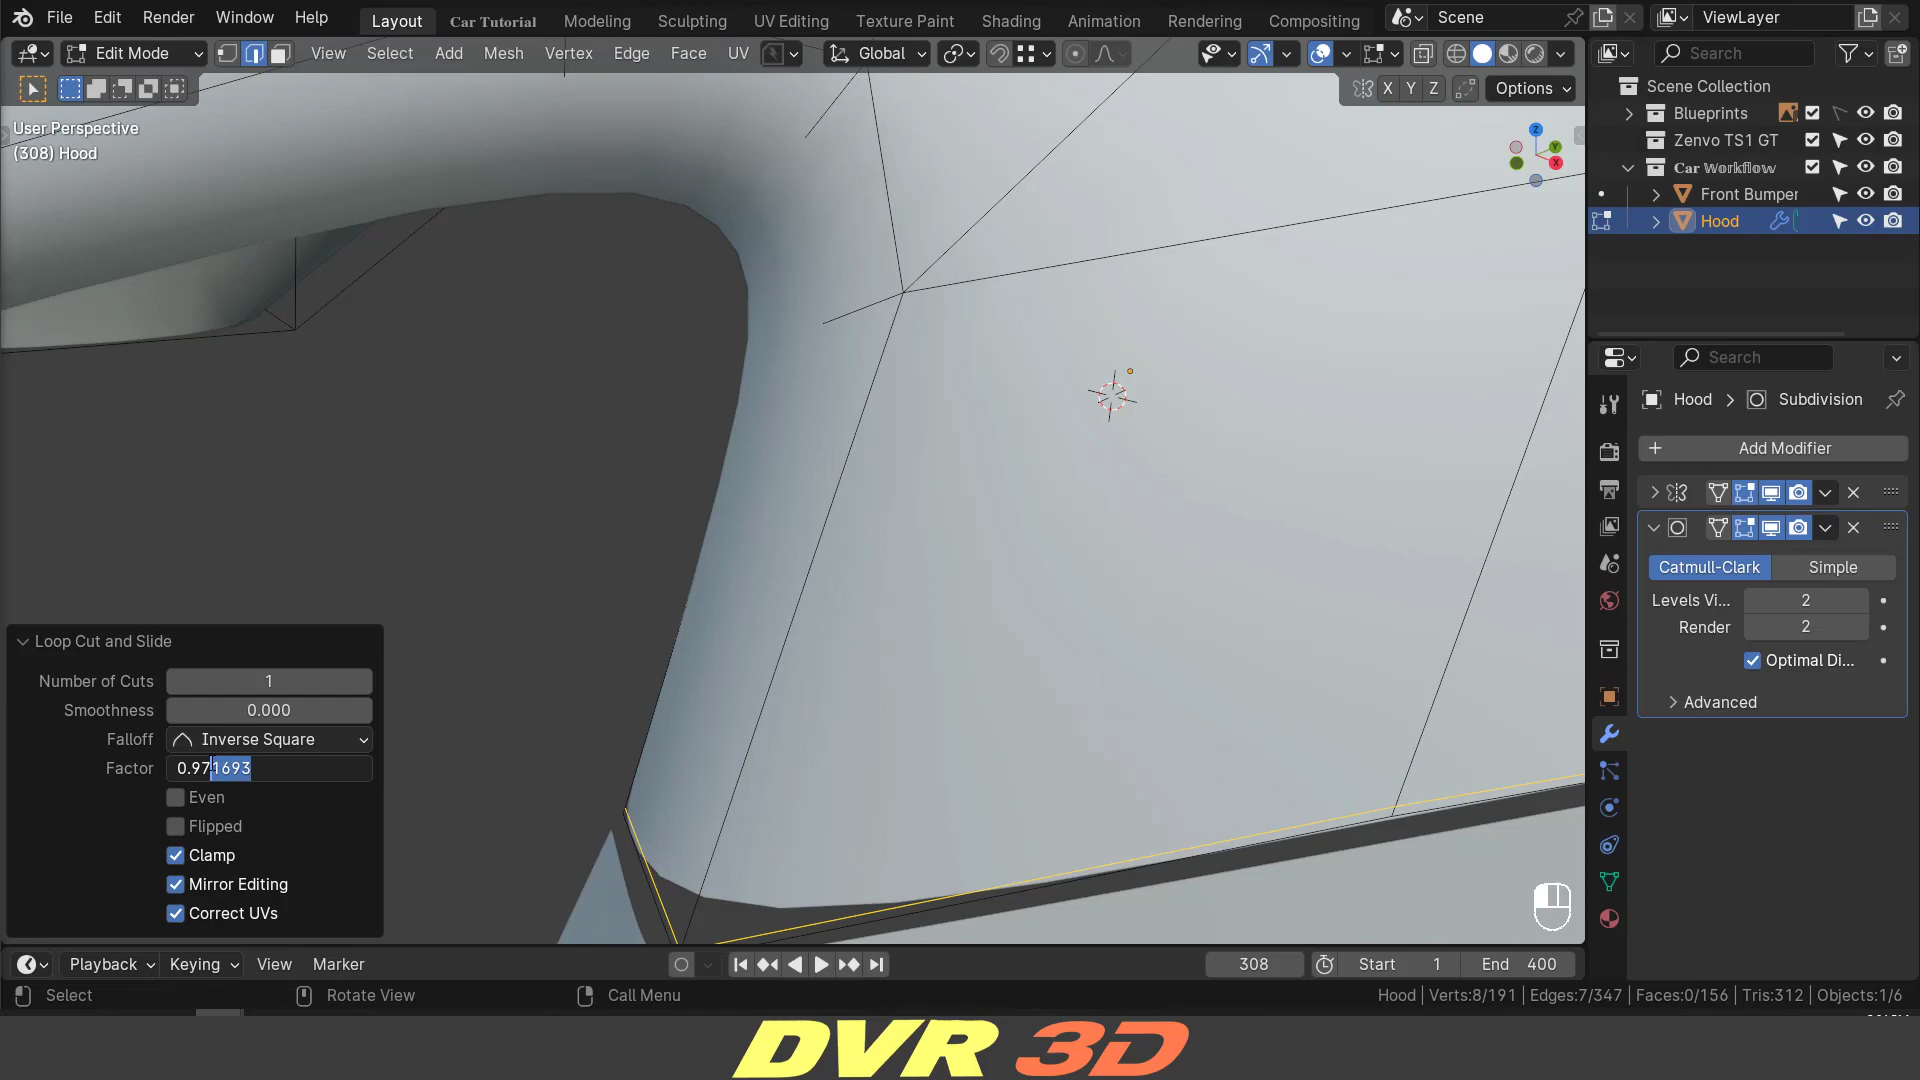 File Edit Render Window Help Layout Car Tutorial Modeling Sculpting UV Editing Texture Paint Shading Animation Rendering Compositing Scene ViewLayer
Edit Mode View Select Add Mesh Vertex Edge Face UV Global Search
X Y Z Options
Scene Collection
Blueprints
Zenvo TS1 GT
Car Workflow
Front Bumper
Hood
User Perspective
(308) Hood
Z
Y
X
Search
Hood > Subdivision
+ Add Modifier
Catmull-Clark Simple
Levels Vi... 2
Render 2
Optimal Di...
Advanced
Loop Cut and Slide
Number of Cuts 1
Smoothness 0.000
Falloff Inverse Square
Factor 0.971693
Even
Flipped
Clamp
Mirror Editing
Correct UVs
Playback Keying View Marker 308 Start 1 End 400
Select Rotate View Call Menu Hood | Verts:8/191 | Edges:7/347 | Faces:0/156 | Tris:312 | Objects:1/6
DVR 3D